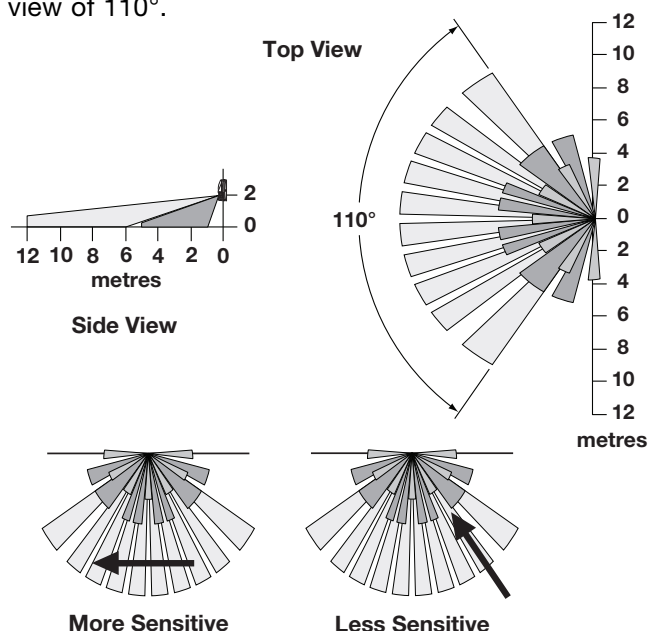 view of 110°.
Top View
12
10
8
6
4
2
0
2
4
6
8
10
12
metres
110°
2
0
12 10 8 6 4 2 0
metres
Side View
More Sensitive
Less Sensitive